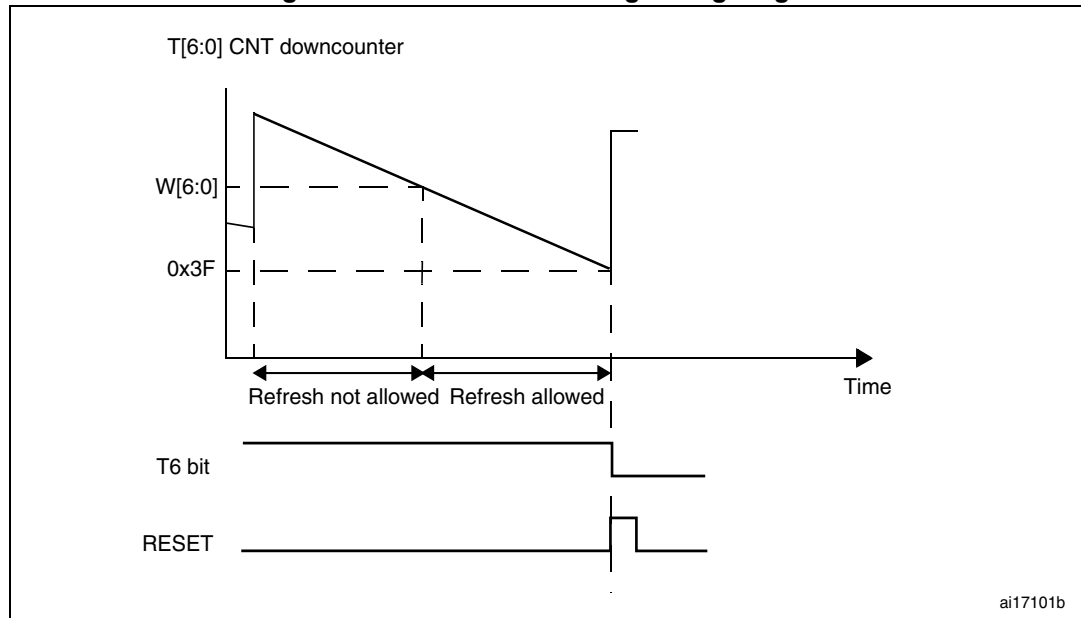 T[6:0] CNT downcounter
W[6:0]
0x3F
Refresh not allowed Refresh allowed
Time
T6 bit
RESET
ai17101b